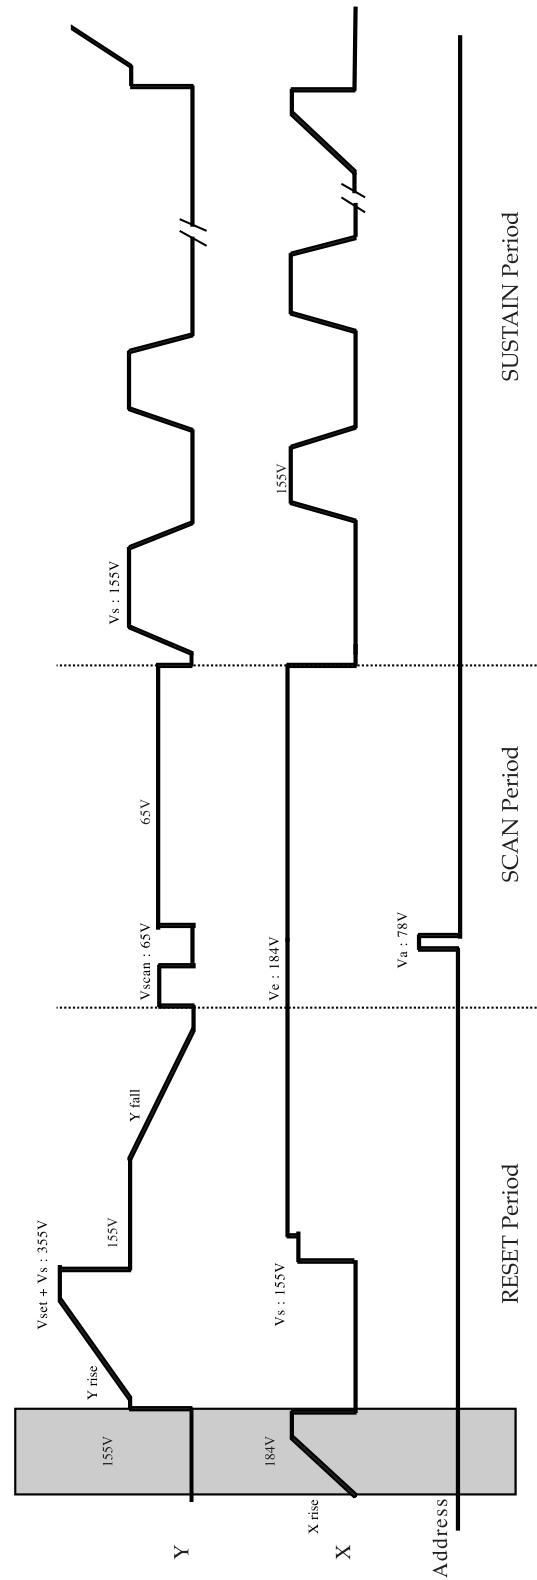 Y
155V
Y rise
Vset + Vs : 355V
155V
Y fall
Vscan : 65V
65V
Vs : 155V
X
X rise
184V
Vs : 155V
Ve : 184V
155V
Address
Va : 78V
RESET Period
SCAN Period
SUSTAIN Period